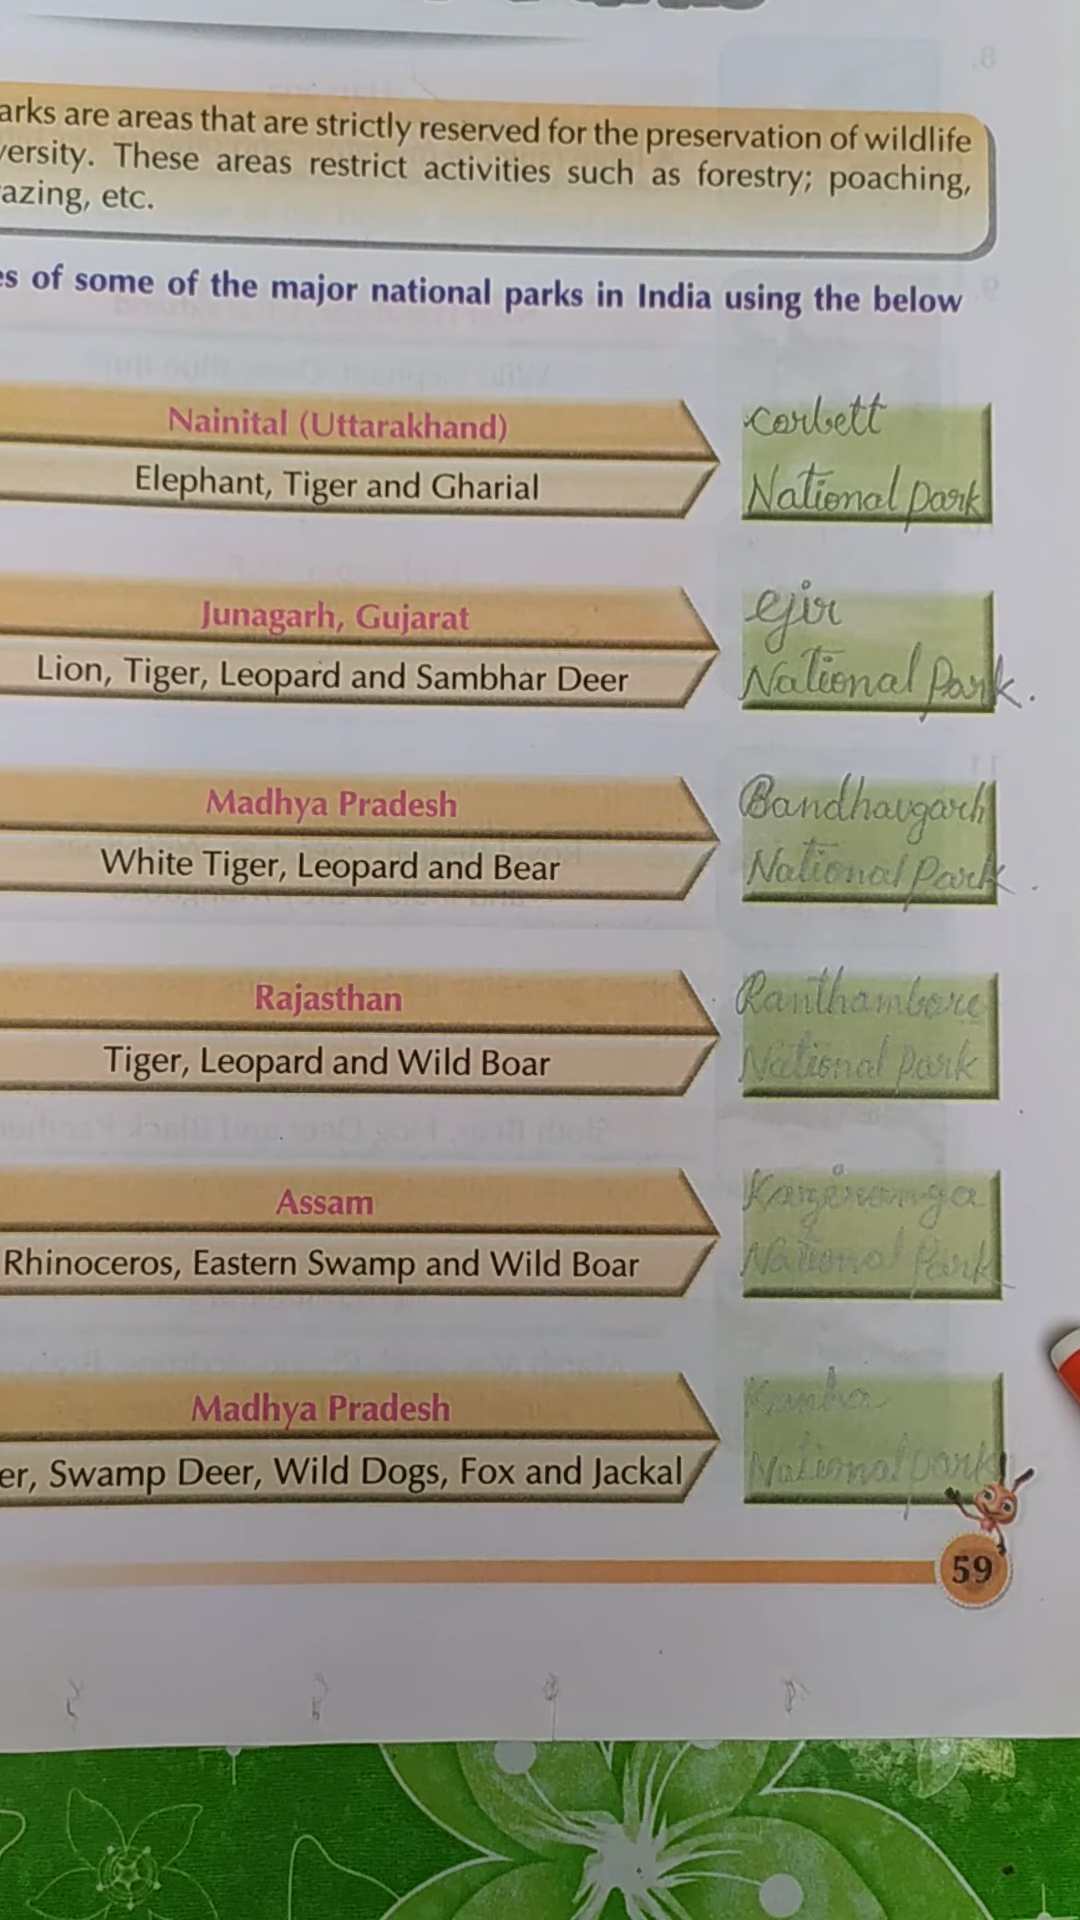 arks are areas that are strictly reserved for the preservation of wildlife
versity. These areas restrict activities such as forestry; poaching,
azing, etc.
es of some of the major national parks in India using the below
Nainital (Uttarakhand)
Elephant, Tiger and Gharial
corbett
National park
Junagarh, Gujarat
Lion, Tiger, Leopard and Sambhar Deer
ejir
National Park.
Madhya Pradesh
White Tiger, Leopard and Bear
Bandhavgarh
National Park.
Rajasthan
Tiger, Leopard and Wild Boar
Ranthambore
National Park
Assam
Rhinoceros, Eastern Swamp and Wild Boar
Kaziranga
National Park
Madhya Pradesh
er, Swamp Deer, Wild Dogs, Fox and Jackal
Kanha
National park
59